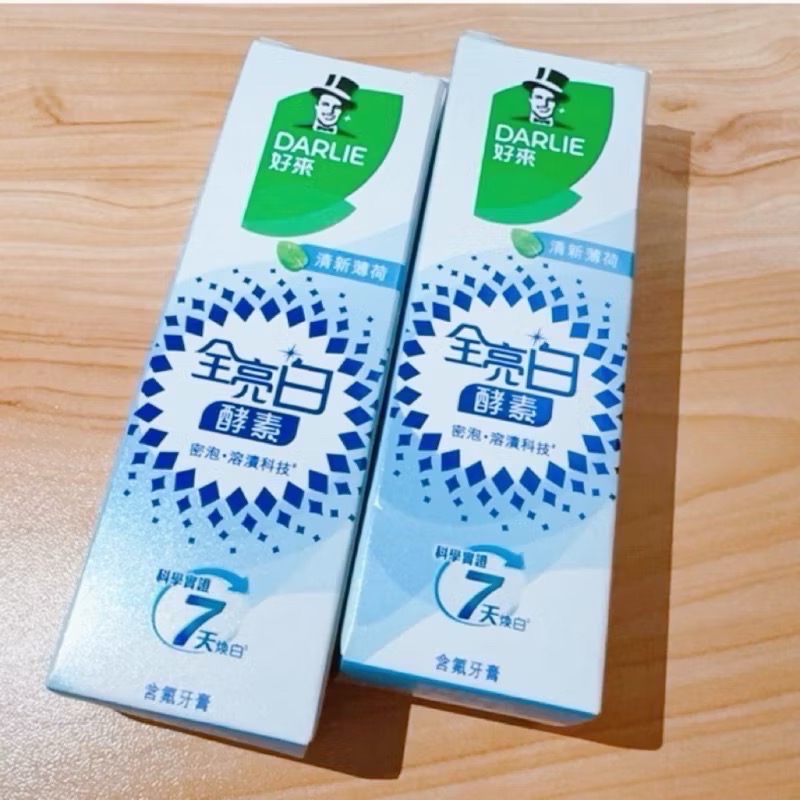 DARLIE
好來
清新薄荷
全亮白
酵素
密泡·溶漬科技#
科學實證
7天煥白
含氟牙膏
DARLIE
好來
清新薄荷
全亮白
酵素
密泡·溶漬科技#
科學實證
7天煥白
含氟牙膏